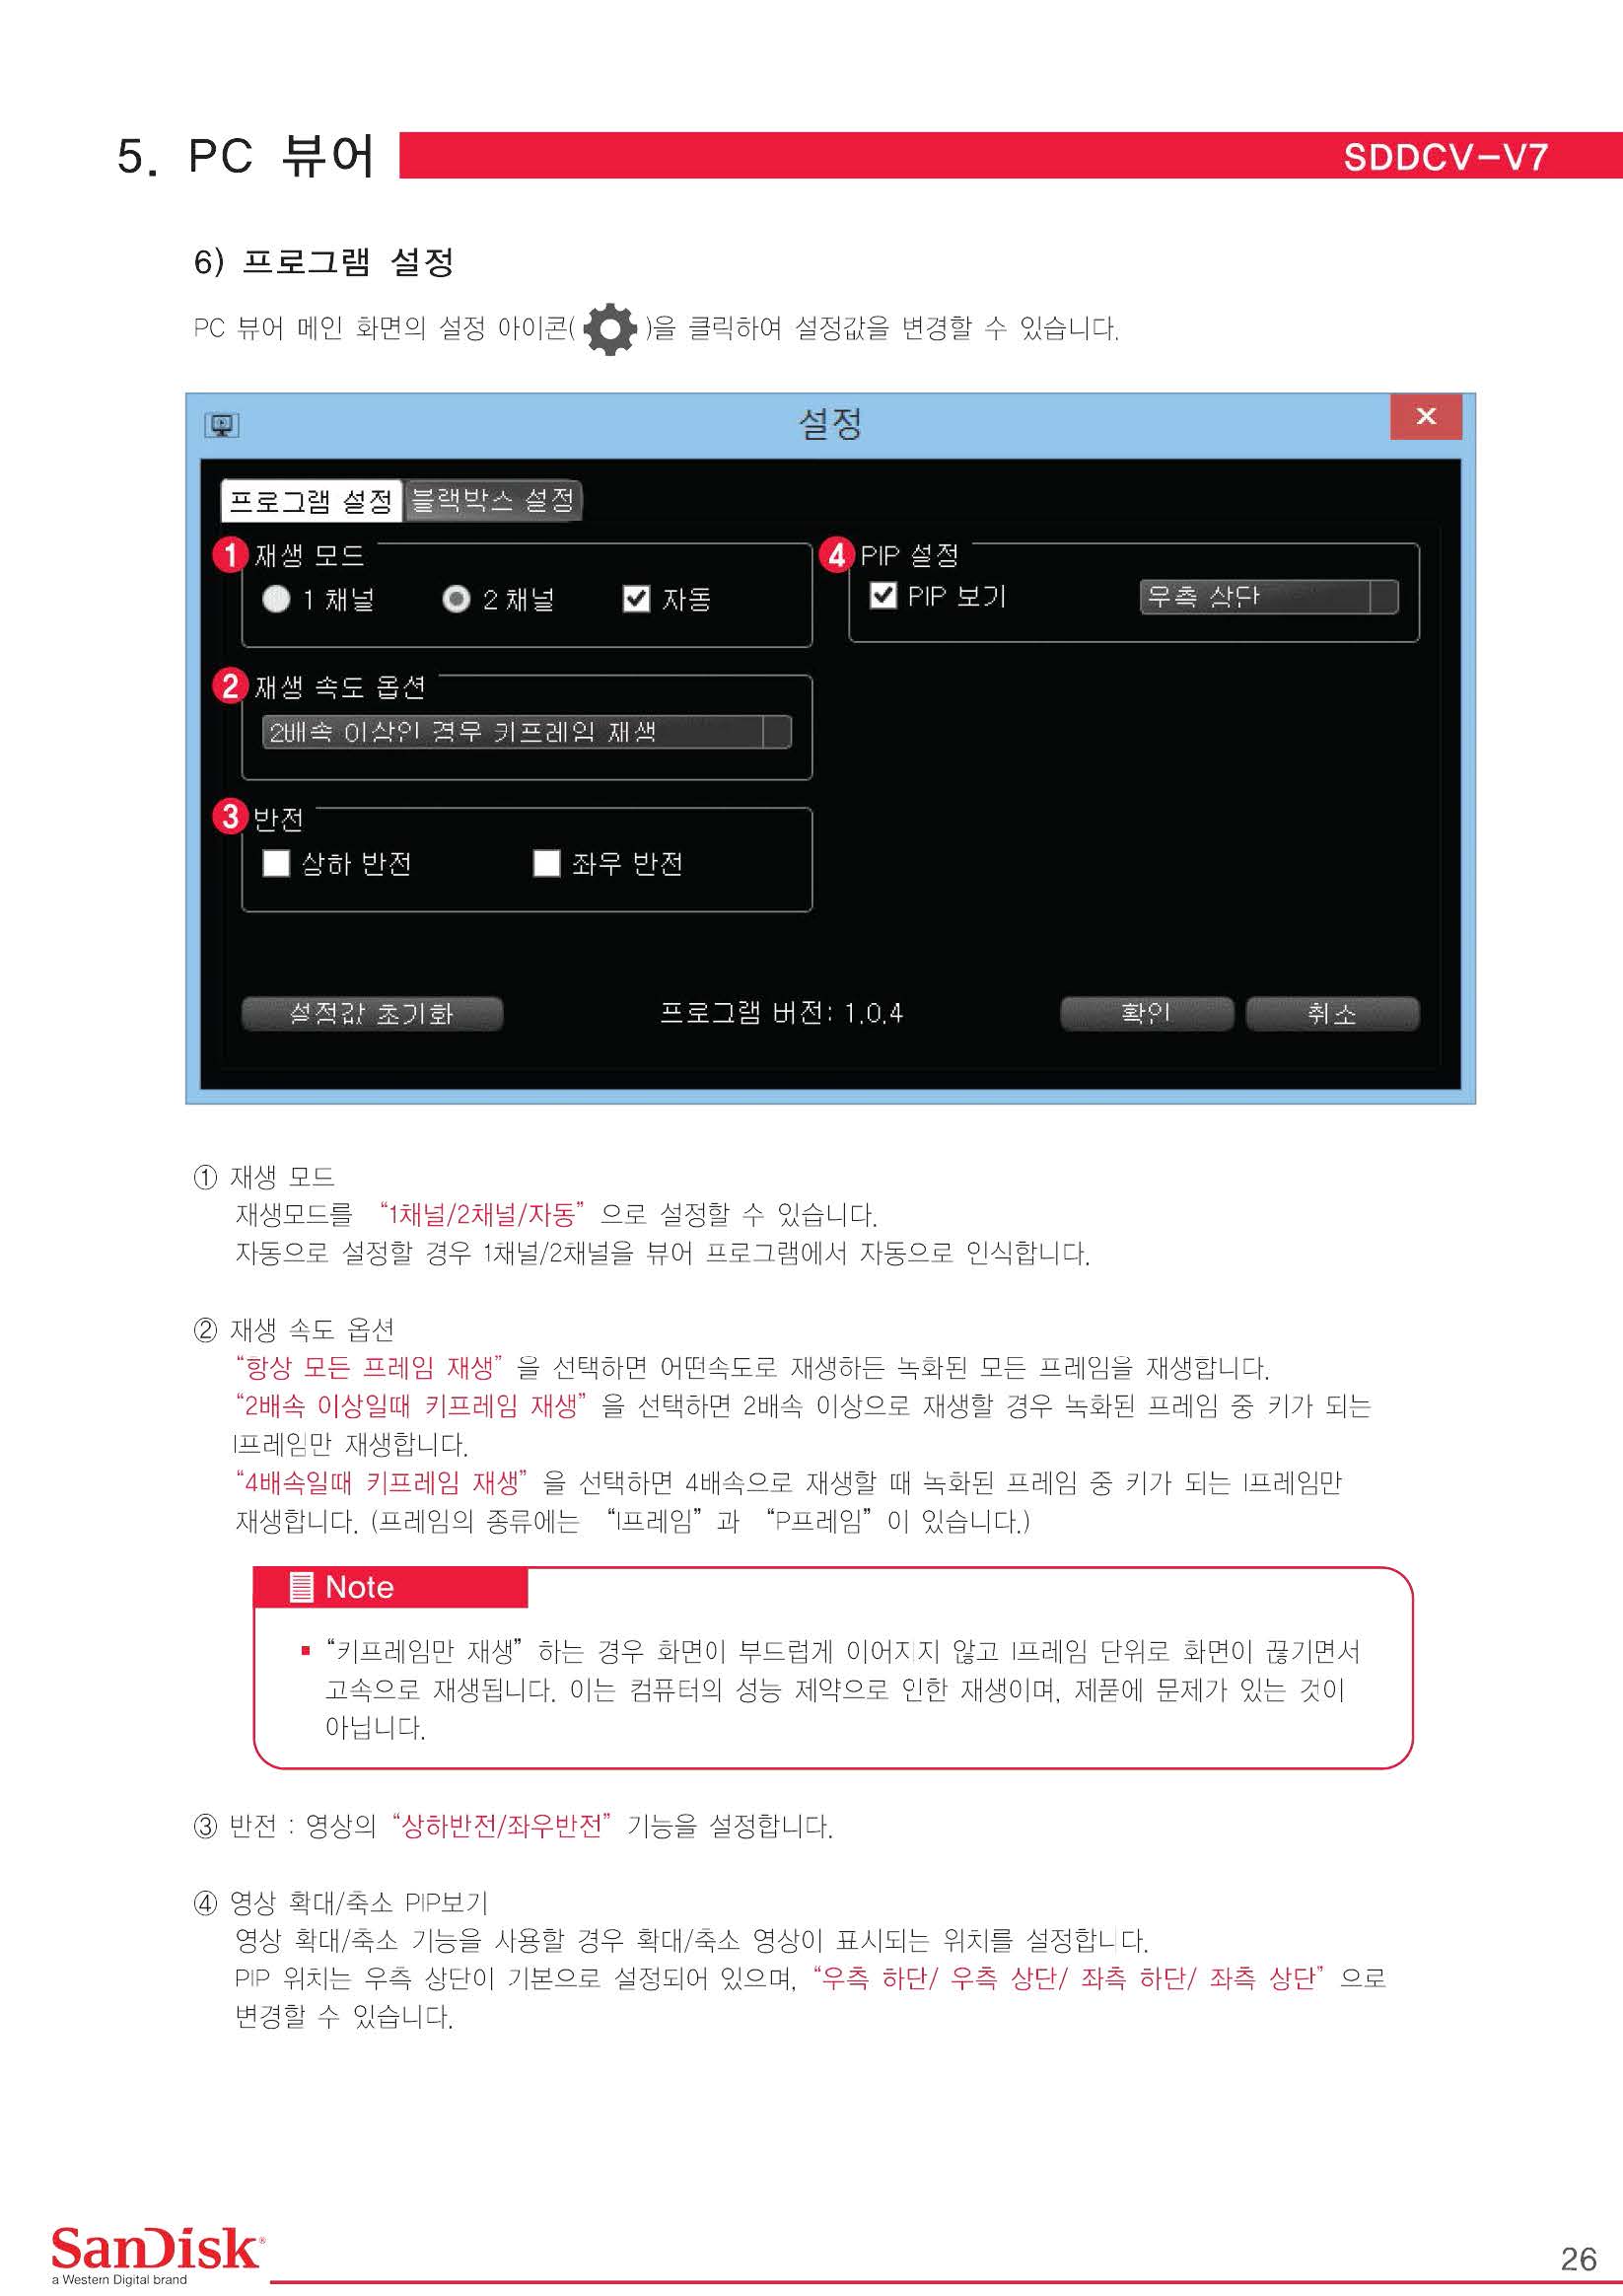 5. PC 뷰어
SDDCV-V7
6) 프로그램 설정
PC 뷰어 메인 화면의 설정 아이콘( )을 클릭하여 설정값을 변경할 수 있습니다.
설정
x
프로그램 설정 블랙박스 설정
1 재생 모드
1 채널 2 채널 자동
4 PIP 설정
PIP 보기 우측 상단
2 재생 속도 옵션
2배속 이상인 경우 키프레임 재생
3 반전
상하 반전 좌우 반전
설정값 초기화 프로그램 버전: 1.0.4 확인 취소
① 재생 모드
재생모드를 “1채널/2채널/자동” 으로 설정할 수 있습니다.
자동으로 설정할 경우 1채널/2채널을 뷰어 프로그램에서 자동으로 인식합니다.
② 재생 속도 옵션
“항상 모든 프레임 재생” 을 선택하면 어떤속도로 재생하든 녹화된 모든 프레임을 재생합니다.
“2배속 이상일때 키프레임 재생” 을 선택하면 2배속 이상으로 재생할 경우 녹화된 프레임 중 키가 되는
I프레임만 재생합니다.
“4배속일때 키프레임 재생” 을 선택하면 4배속으로 재생할 때 녹화된 프레임 중 키가 되는 I프레임만
재생합니다. (프레임의 종류에는 “I프레임” 과 “P프레임” 이 있습니다.)
Note
▪ “키프레임만 재생” 하는 경우 화면이 부드럽게 이어지지 않고 I프레임 단위로 화면이 끊기면서
고속으로 재생됩니다. 이는 컴퓨터의 성능 제약으로 인한 재생이며, 제품에 문제가 있는 것이
아닙니다.
③ 반전 : 영상의 “상하반전/좌우반전” 기능을 설정합니다.
④ 영상 확대/축소 PIP보기
영상 확대/축소 기능을 사용할 경우 확대/축소 영상이 표시되는 위치를 설정합니다.
PIP 위치는 우측 상단이 기본으로 설정되어 있으며, “우측 하단/ 우측 상단/ 좌측 하단/ 좌측 상단” 으로
변경할 수 있습니다.
SanDisk®
a Western Digital brand
26